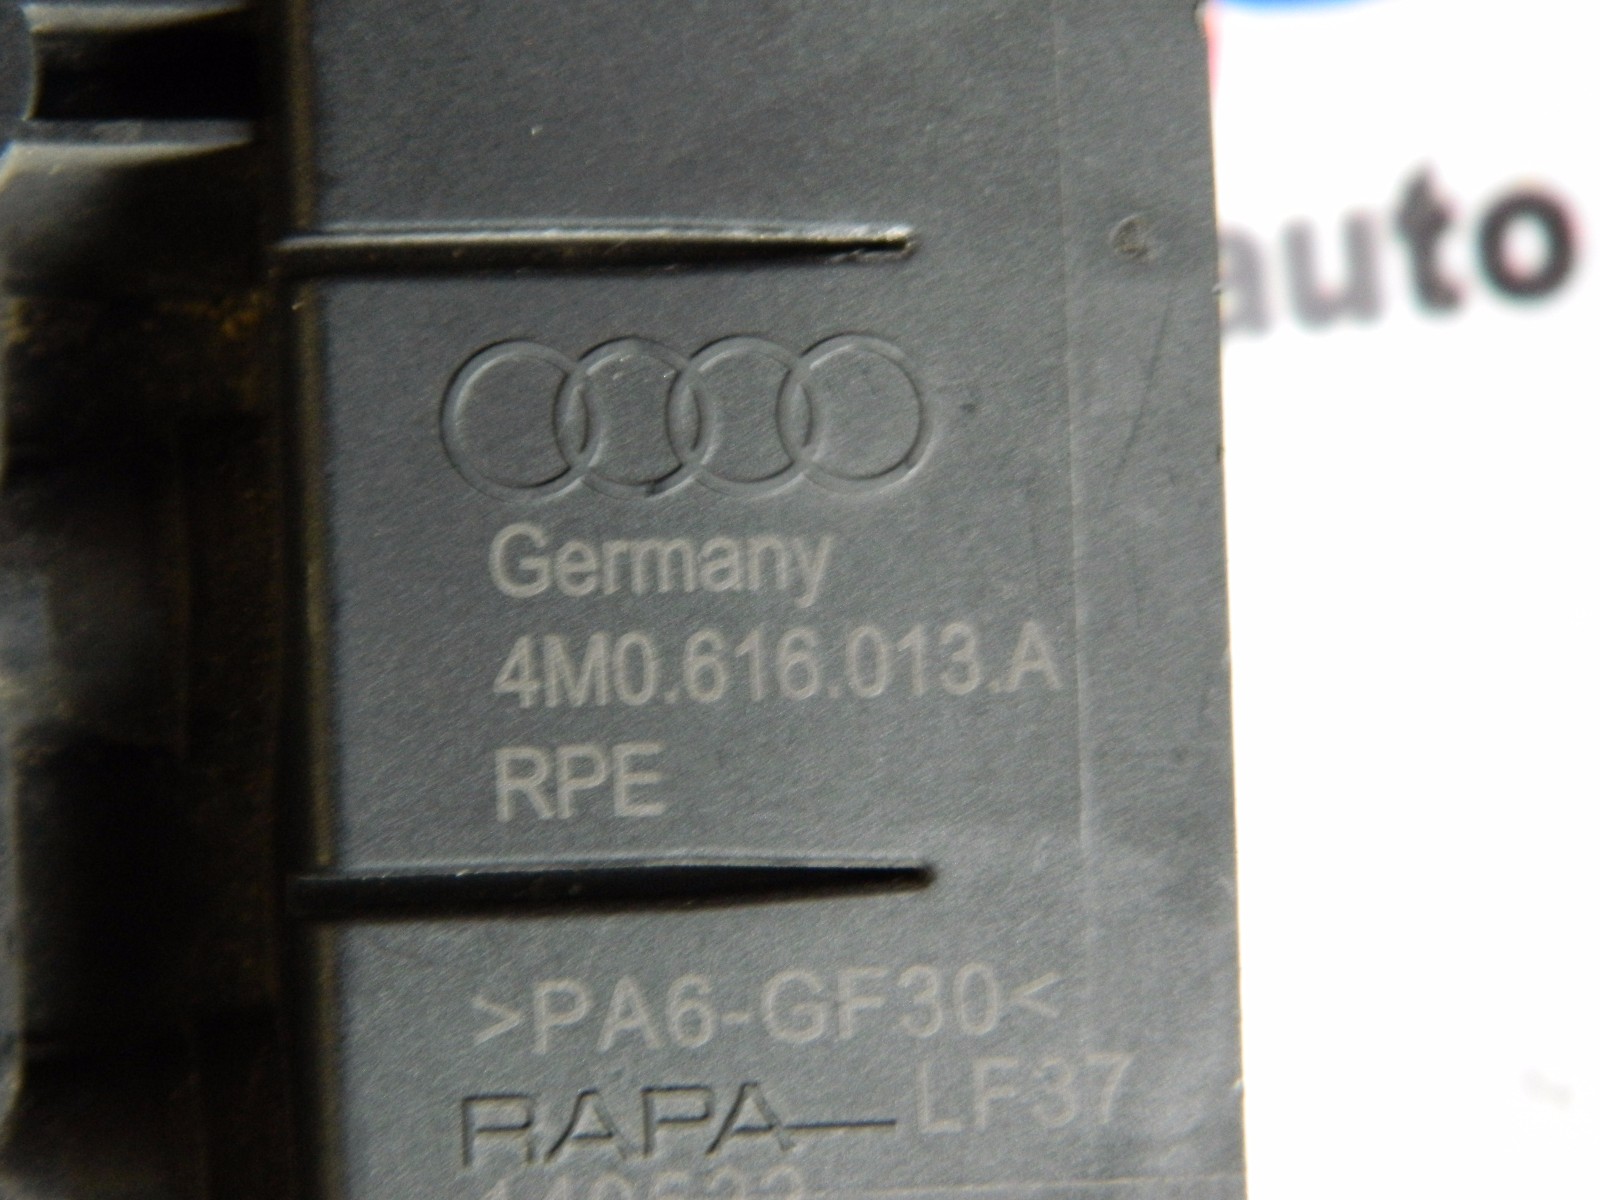 auto
Germany
4M0.616.013.A
RPE
>PA6-GF30<
RAPA LF37